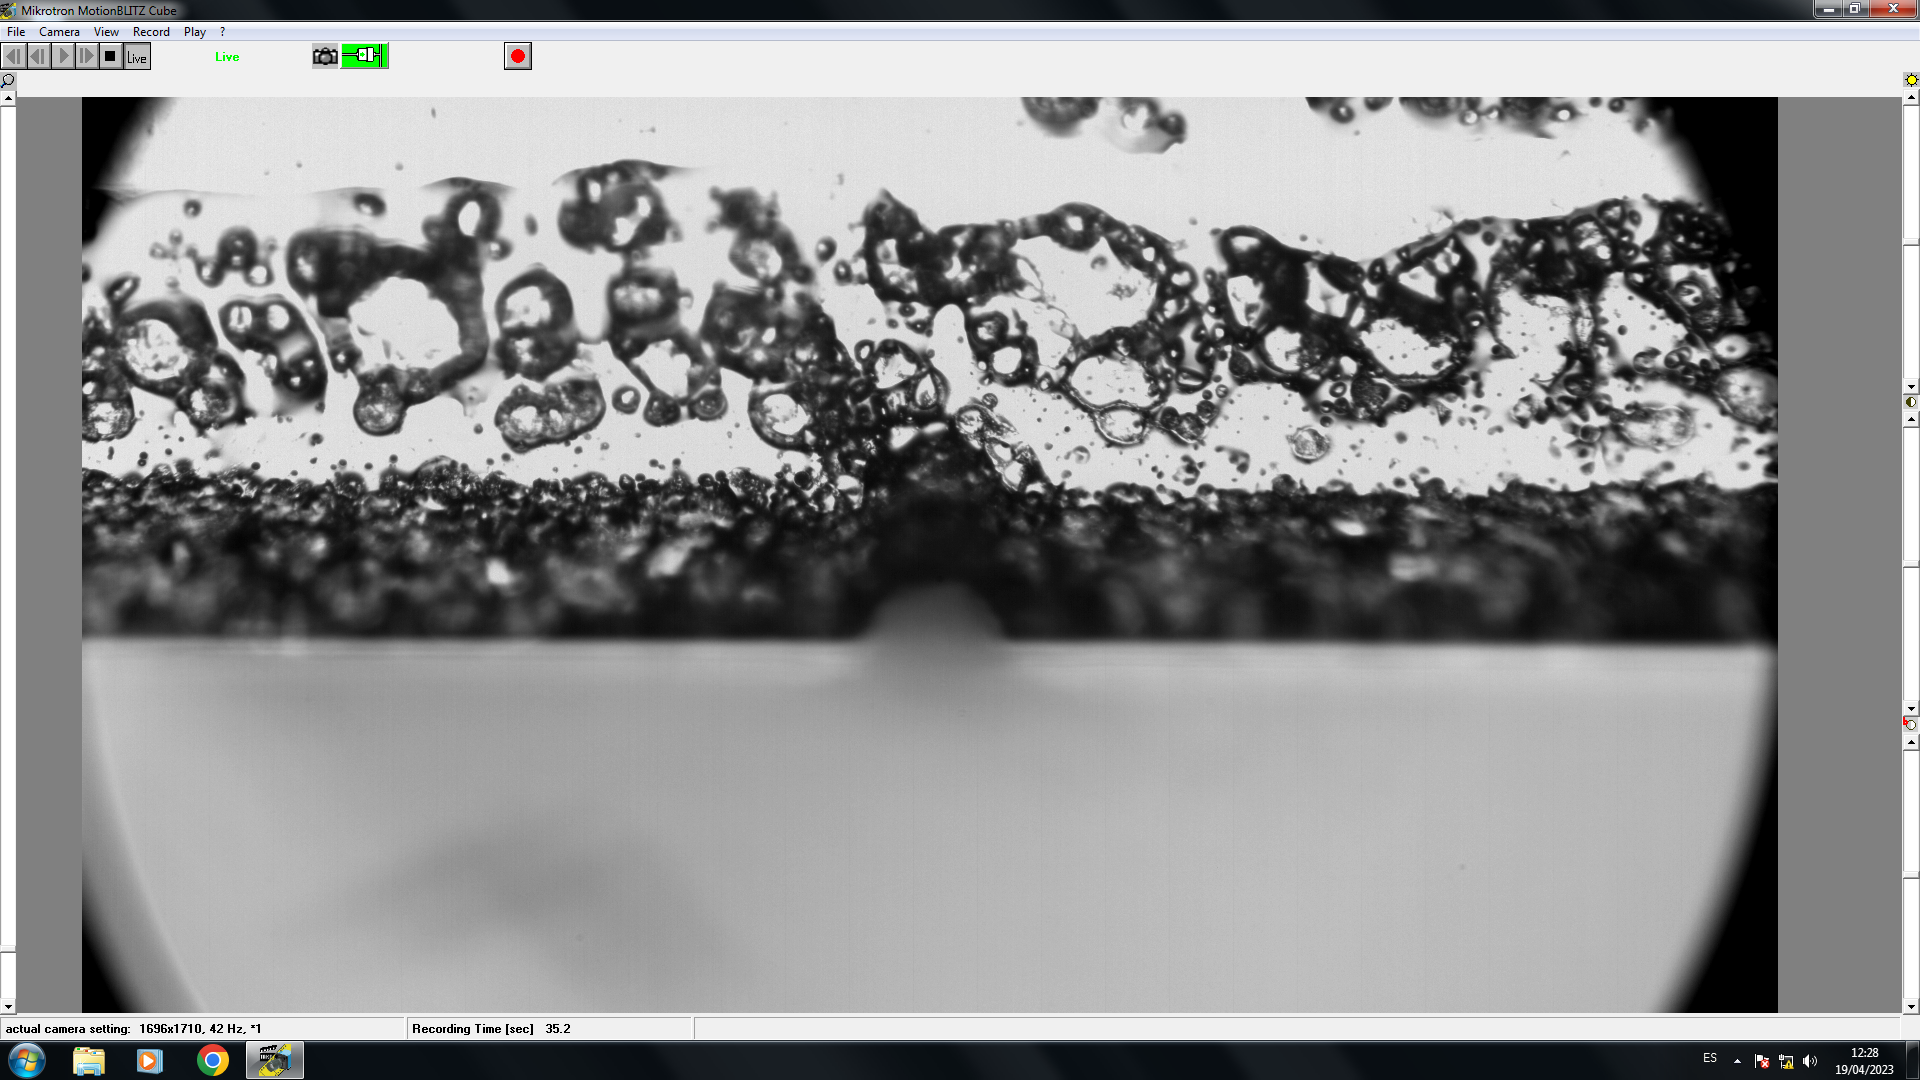 Mikrotron MotionBLITZ Cube
File Camera View Record Play ?
Live Live
actual camera setting: 1696x1710, 42 Hz, *1 Recording Time [sec] 35.2
ES 12:28
19/04/2023